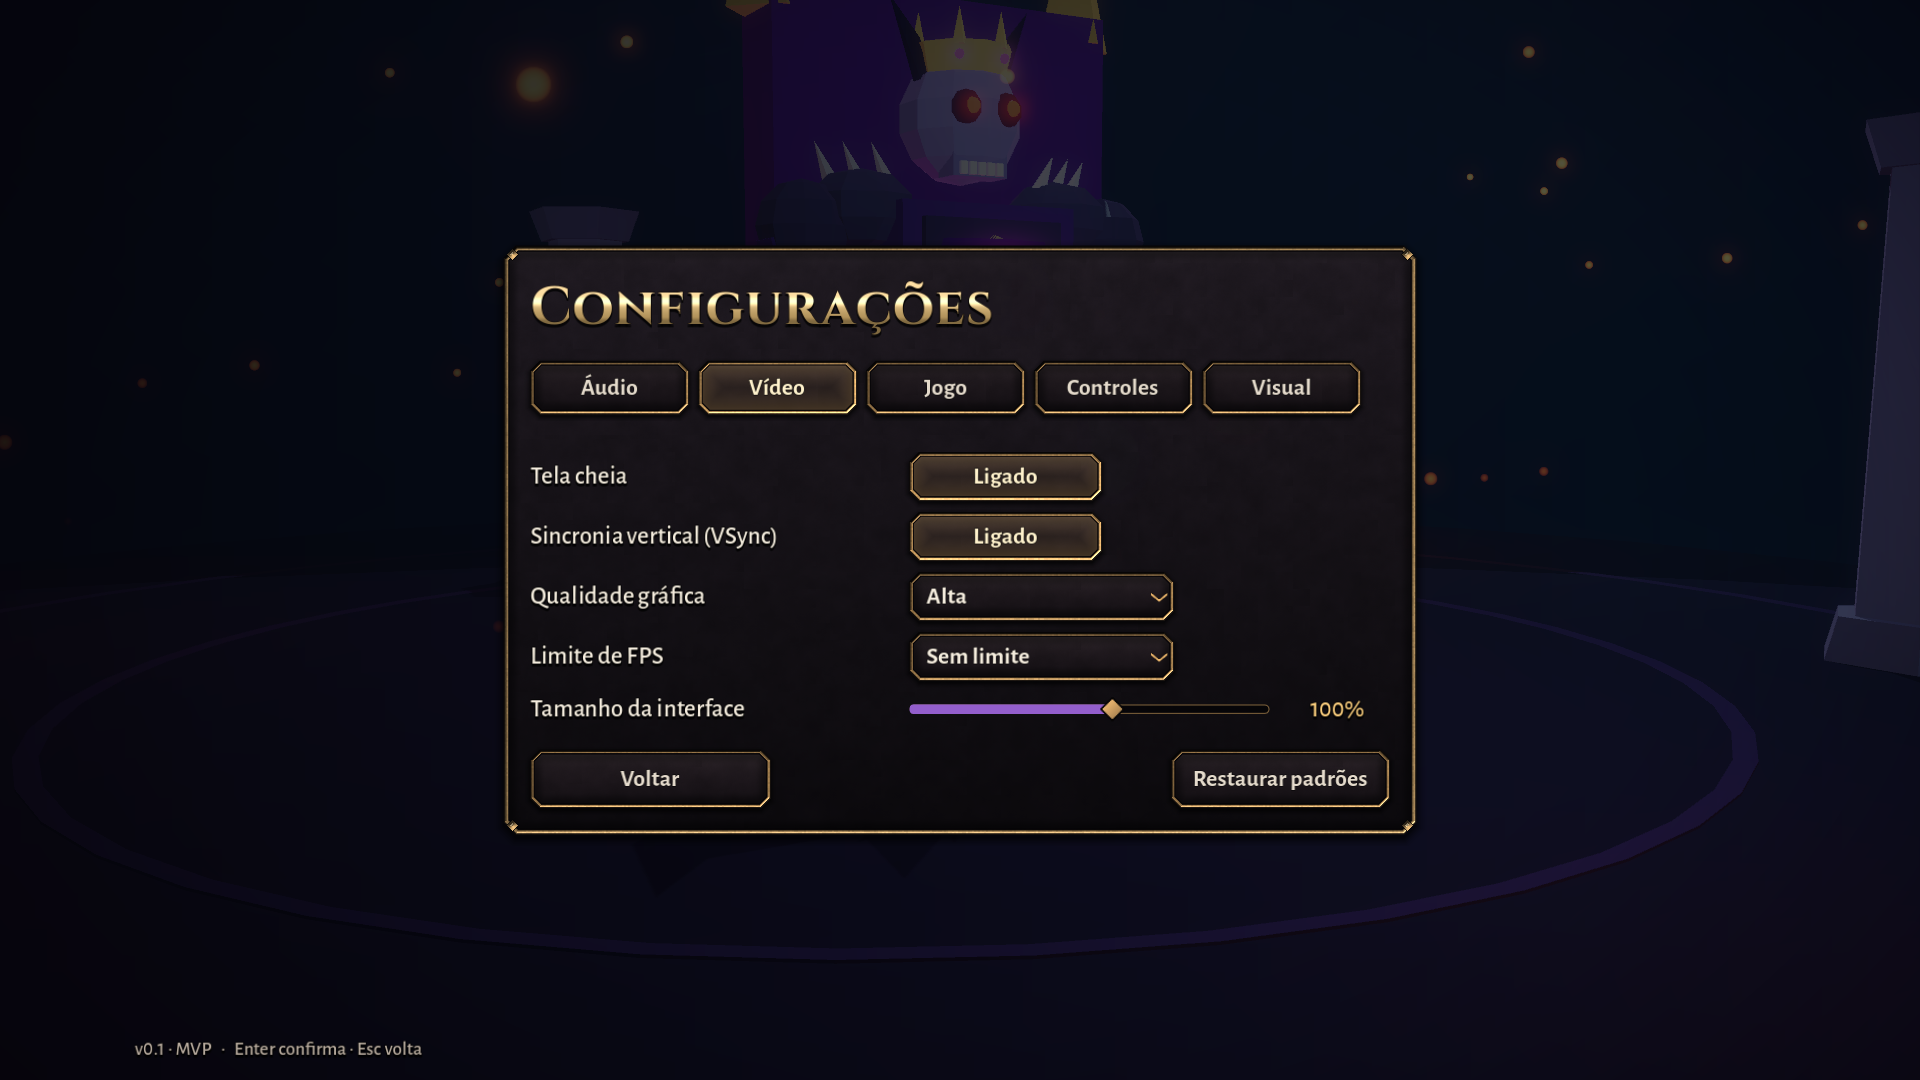 Configurações
Áudio Vídeo Jogo Controles Visual
Tela cheia Ligado
Sincronia vertical (VSync) Ligado
Qualidade gráfica Alta
Limite de FPS Sem limite
Tamanho da interface 100%
Voltar Restaurar padrões
v0.1 · MVP · Enter confirma · Esc volta